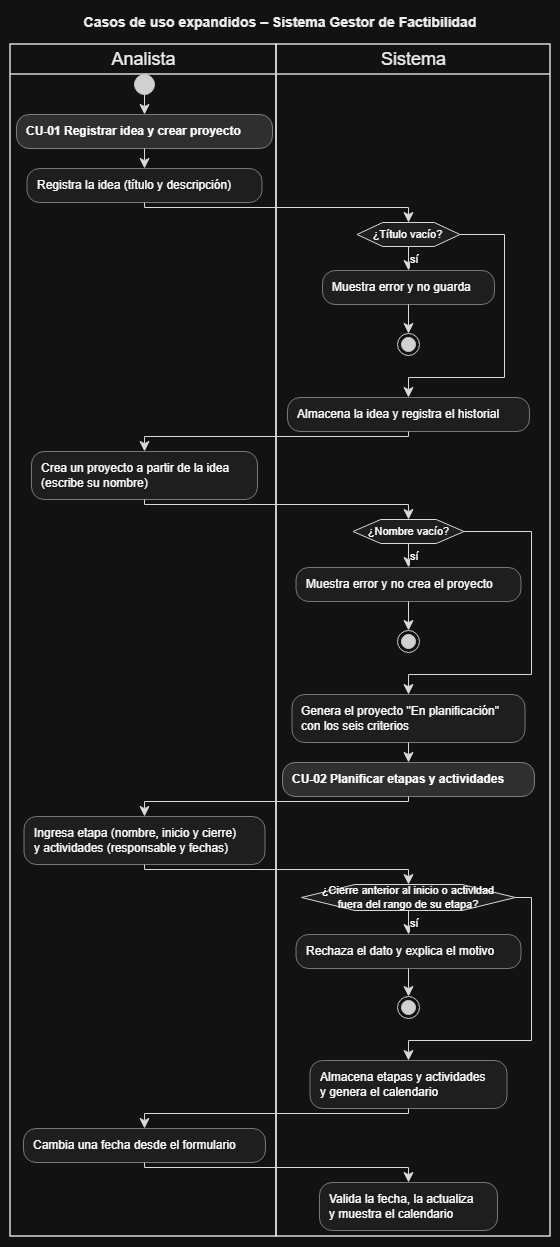 Casos de uso expandidos – Sistema Gestor de Factibilidad
Analista
Sistema
CU-01 Registrar idea y crear proyecto
Registra la idea (título y descripción)
¿Título vacío?
sí
Muestra error y no guarda
Almacena la idea y registra el historial
Crea un proyecto a partir de la idea
(escribe su nombre)
¿Nombre vacío?
sí
Muestra error y no crea el proyecto
Genera el proyecto "En planificación"
con los seis criterios
CU-02 Planificar etapas y actividades
Ingresa etapa (nombre, inicio y cierre)
y actividades (responsable y fechas)
¿Cierre anterior al inicio o actividad
fuera del rango de su etapa?
sí
Rechaza el dato y explica el motivo
Almacena etapas y actividades
y genera el calendario
Cambia una fecha desde el formulario
Valida la fecha, la actualiza
y muestra el calendario